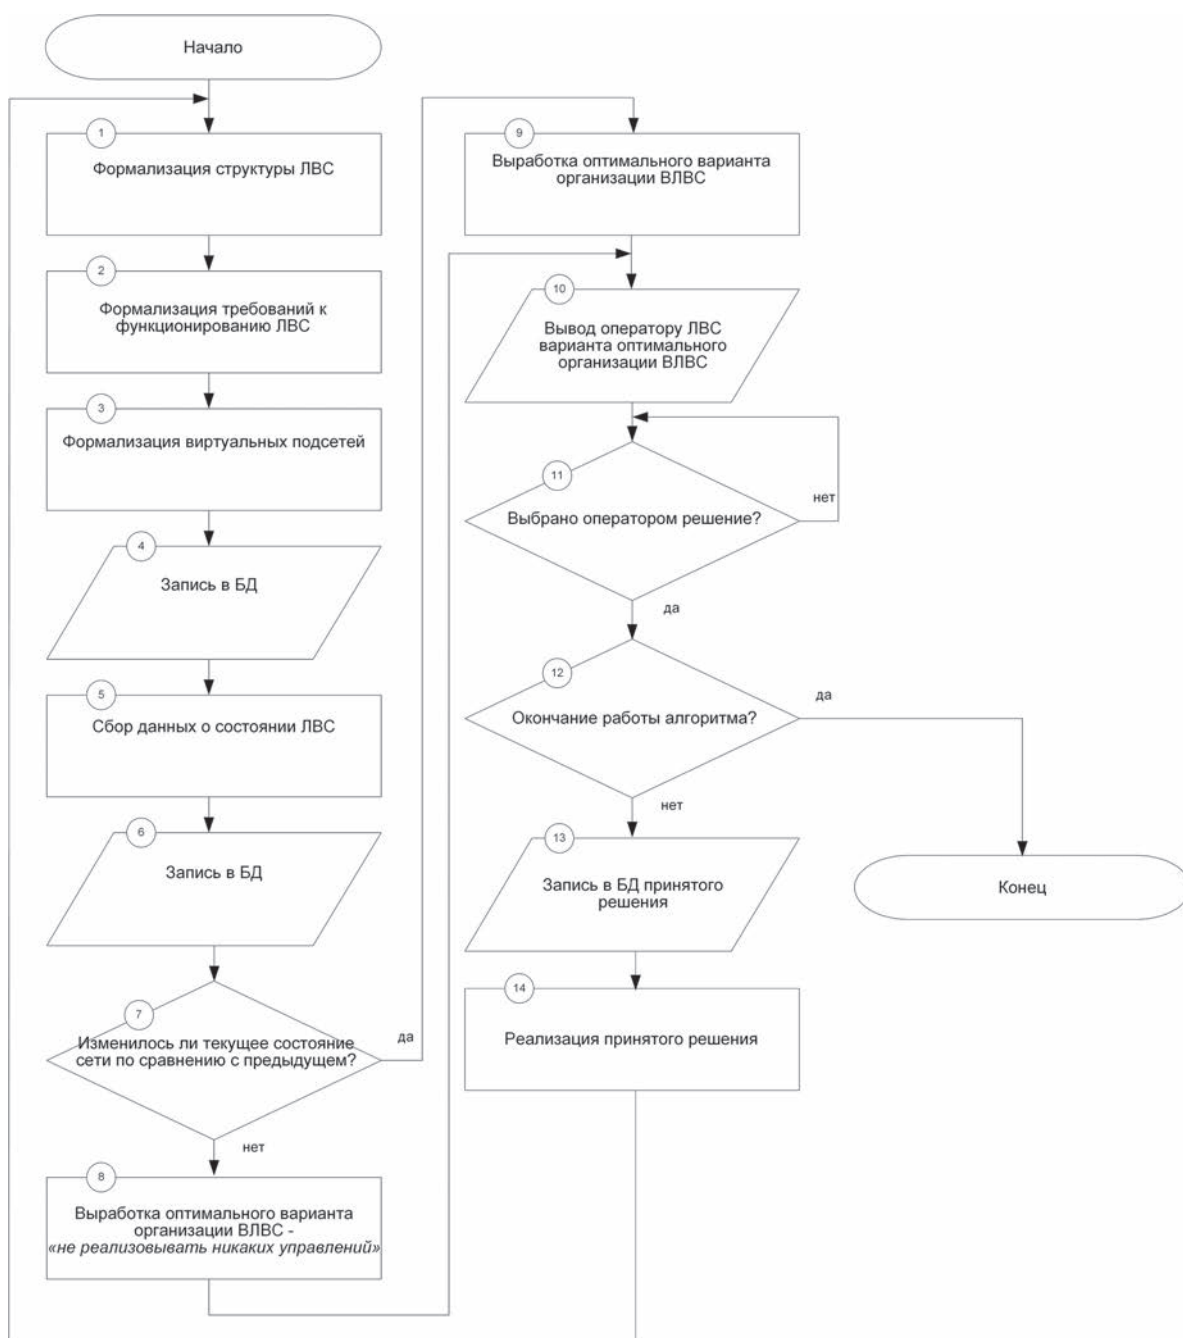 Начало
1
Формализация структуры ЛВС
2
Формализация требований к
функционированию ЛВС
3
Формализация виртуальных подсетей
4
Запись в БД
5
Сбор данных о состоянии ЛВС
6
Запись в БД
7
Изменилось ли текущее состояние
сети по сравнению с предыдущем?
да
нет
8
Выработка оптимального варианта
организации ВЛВС -
«не реализовывать никаких управлений»
9
Выработка оптимального варианта
организации ВЛВС
10
Вывод оператору ЛВС
варианта оптимального
организации ВЛВС
11
Выбрано оператором решение?
нет
да
12
Окончание работы алгоритма?
да
нет
13
Запись в БД принятого
решения
14
Реализация принятого решения
Конец